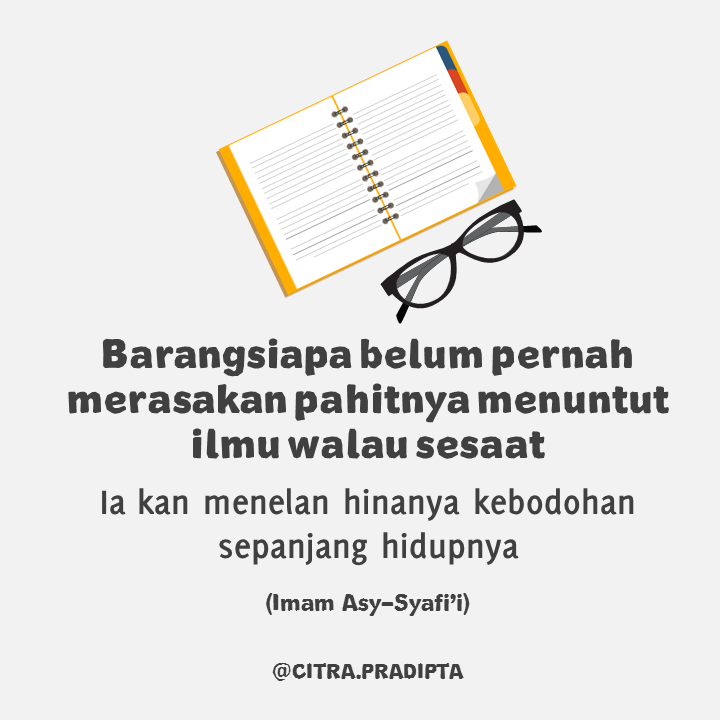 Barangsiapa belum pernah
merasakan pahitnya menuntut
ilmu walau sesaat
Ia kan menelan hinanya kebodohan
sepanjang hidupnya
(Imam Asy-Syafi'i)
@CITRA.PRADIPTA